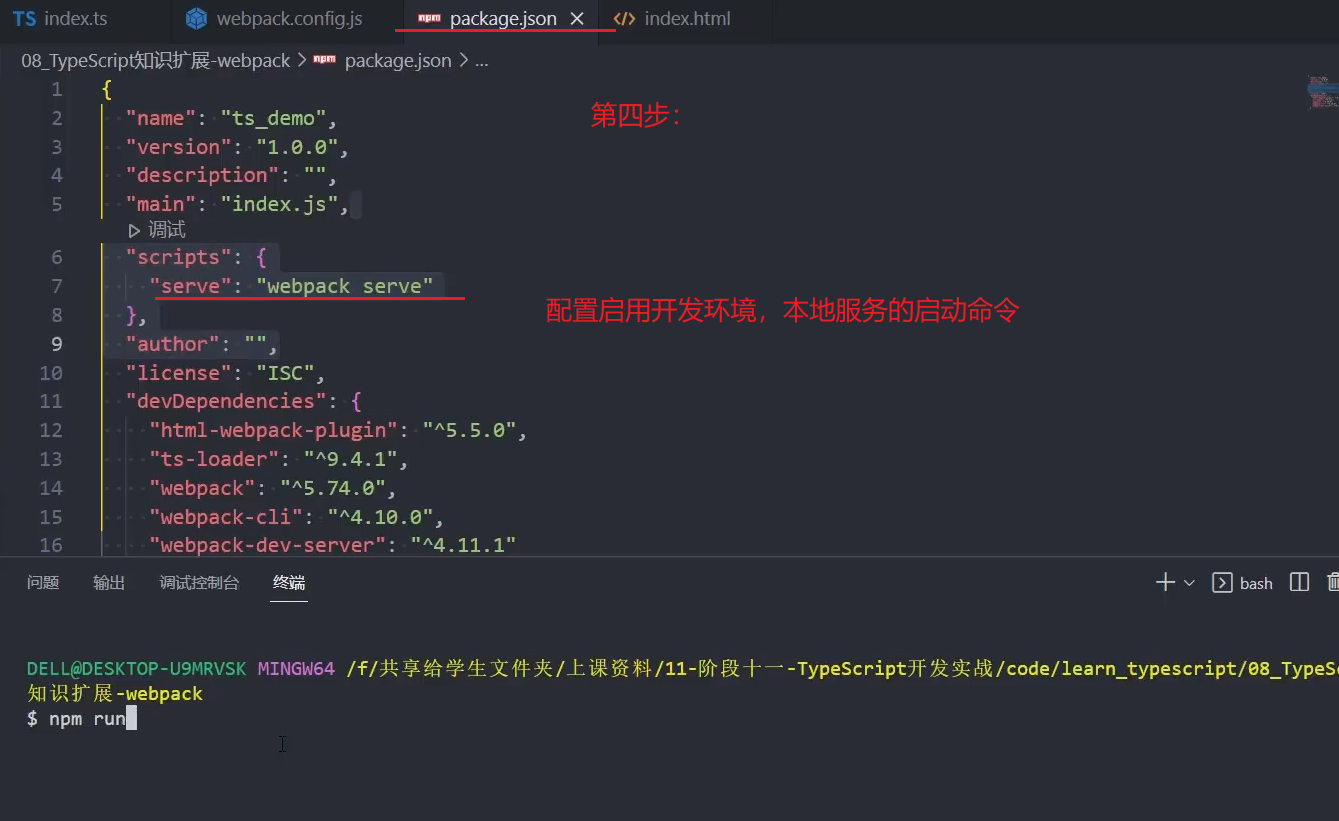 TS index.ts
webpack.config.js
npm package.json
index.html
08_TypeScript知识扩展-webpack > npm package.json > ...
第四步：
1 {
2 "name": "ts_demo",
3 "version": "1.0.0",
4 "description": "",
5 "main": "index.js",
调试
6 "scripts": {
7 "serve": "webpack serve"
配置启用开发环境，本地服务的启动命令
8 },
9 "author": "",
10 "license": "ISC",
11 "devDependencies": {
12 "html-webpack-plugin": "^5.5.0",
13 "ts-loader": "^9.4.1",
14 "webpack": "^5.74.0",
15 "webpack-cli": "^4.10.0",
16 "webpack-dev-server": "^4.11.1"
问题 输出 调试控制台 终端
bash
DELL@DESKTOP-U9MRVSK MINGW64 /f/共享给学生文件夹/上课资料/11-阶段十一-TypeScript开发实战/code/learn_typescript/08_TypeSc
知识扩展-webpack
$ npm run